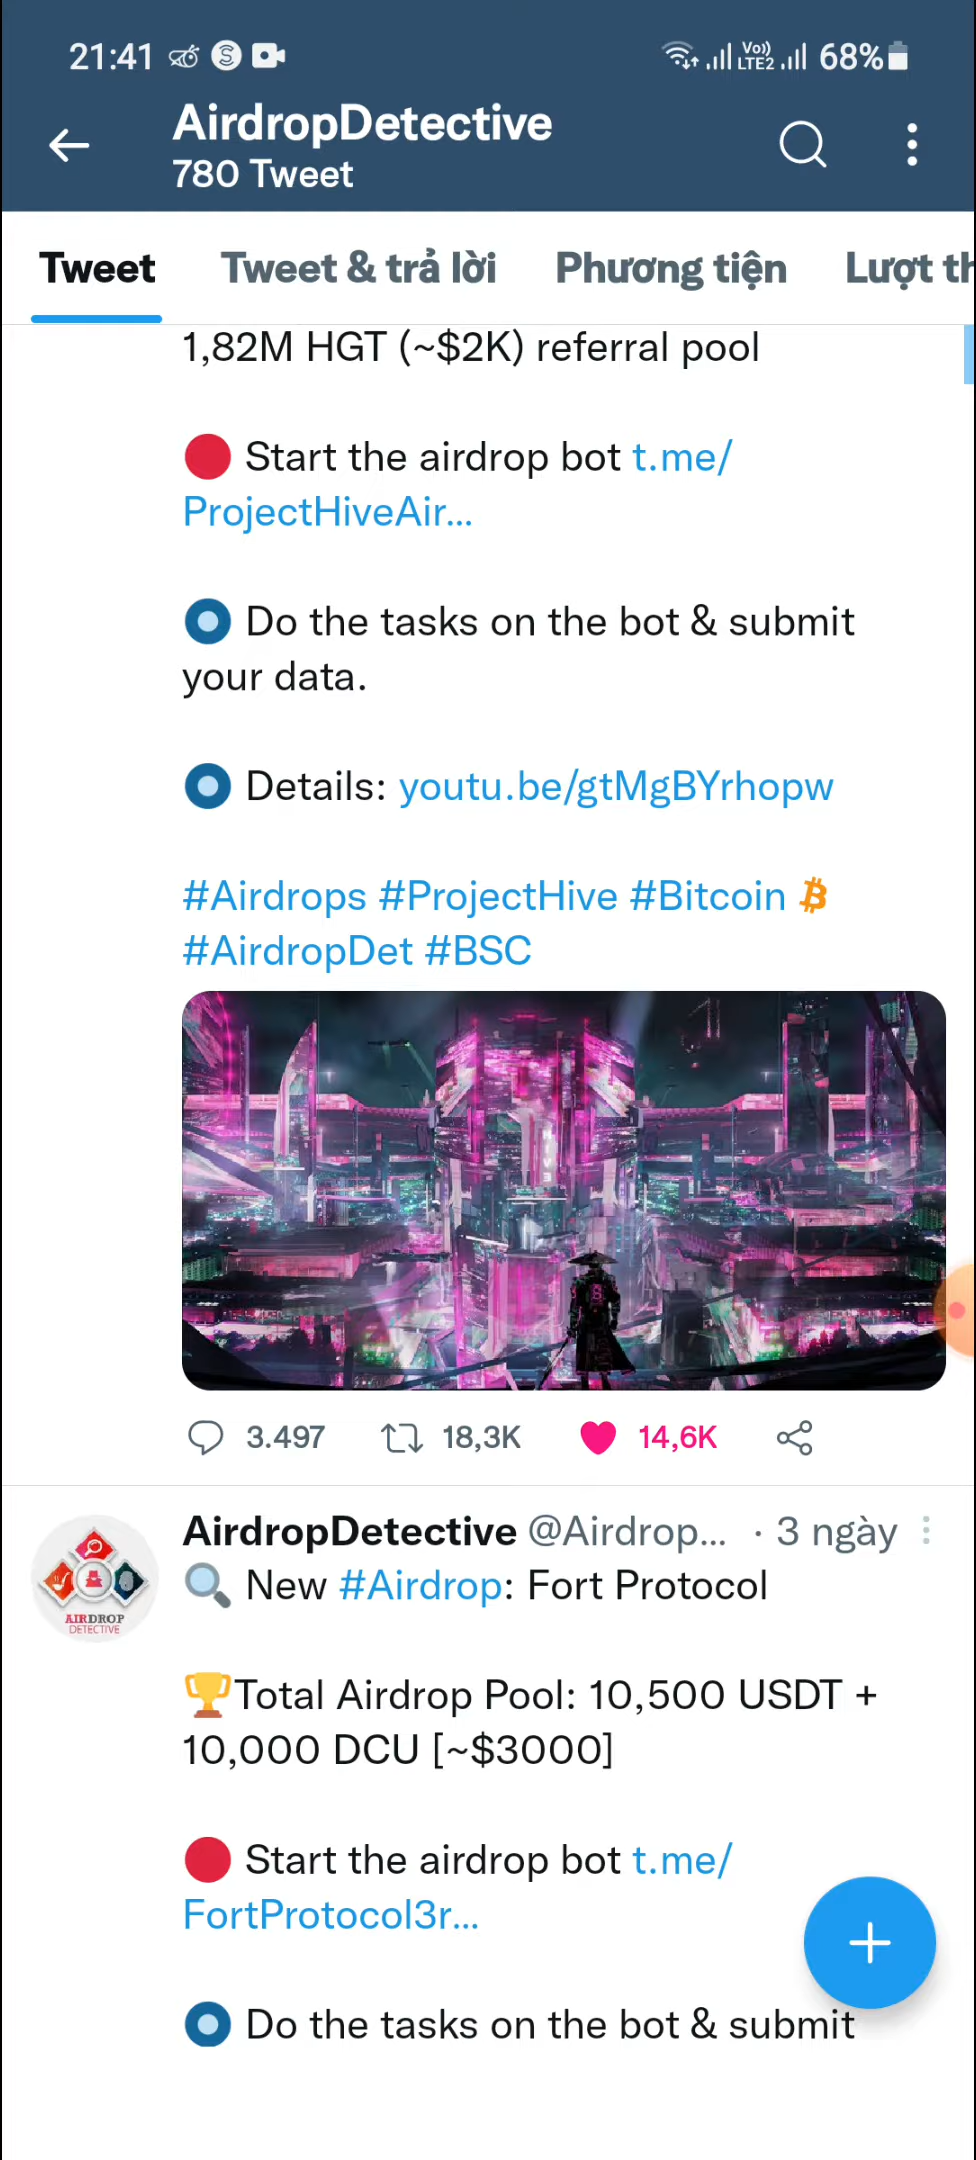 21:41
Vo))
LTE2
68%
AirdropDetective
780 Tweet
Tweet
Tweet & trả lời
Phương tiện
Lượt th
1,82M HGT (~$2K) referral pool
🔴 Start the airdrop bot t.me/
ProjectHiveAir...
Do the tasks on the bot & submit
your data.
Details: youtu.be/gtMgBYrhopw
#Airdrops #ProjectHive #Bitcoin
#AirdropDet #BSC
3.497
18,3K
14,6K
AirdropDetective @Airdrop... · 3 ngày
AIRDROP
DETECTIVE
🔍 New #Airdrop: Fort Protocol
🏆Total Airdrop Pool: 10,500 USDT +
10,000 DCU [~$3000]
🔴 Start the airdrop bot t.me/
FortProtocol3r...
Do the tasks on the bot & submit